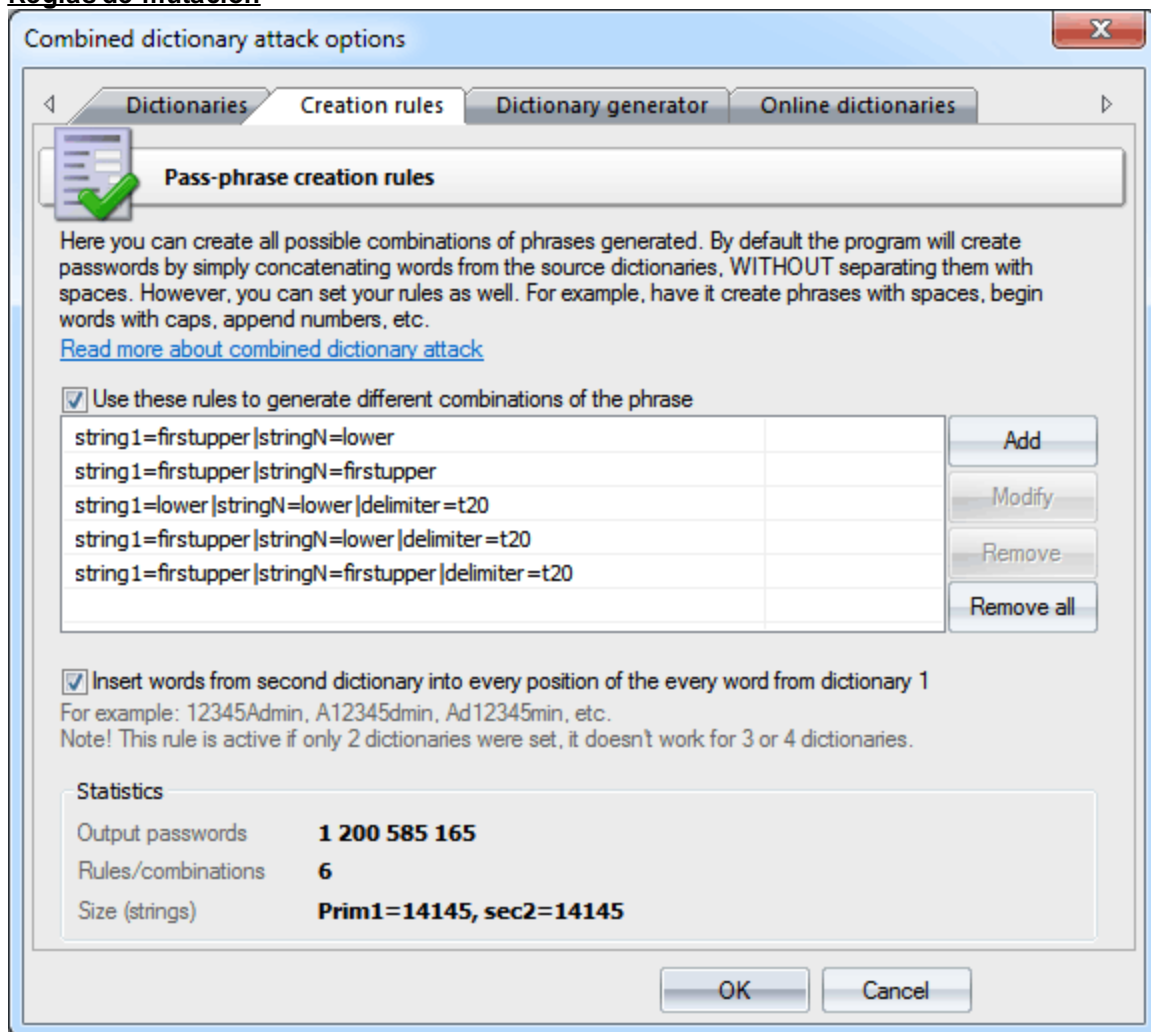 Reglas de mutación
Combined dictionary attack options
Dictionaries Creation rules Dictionary generator Online dictionaries
Pass-phrase creation rules
Here you can create all possible combinations of phrases generated. By default the program will create
passwords by simply concatenating words from the source dictionaries, WITHOUT separating them with
spaces. However, you can set your rules as well. For example, have it create phrases with spaces, begin
words with caps, append numbers, etc.
Read more about combined dictionary attack
Use these rules to generate different combinations of the phrase
string1=firstupper|stringN=lower
string1=firstupper|stringN=firstupper
string1=lower|stringN=lower|delimiter=t20
string1=firstupper|stringN=lower|delimiter=t20
string1=firstupper|stringN=firstupper|delimiter=t20
Add
Modify
Remove
Remove all
Insert words from second dictionary into every position of the every word from dictionary 1
For example: 12345Admin, A12345dmin, Ad12345min, etc.
Note! This rule is active if only 2 dictionaries were set, it doesn't work for 3 or 4 dictionaries.
Statistics
Output passwords 1 200 585 165
Rules/combinations 6
Size (strings) Prim1=14145, sec2=14145
OK Cancel